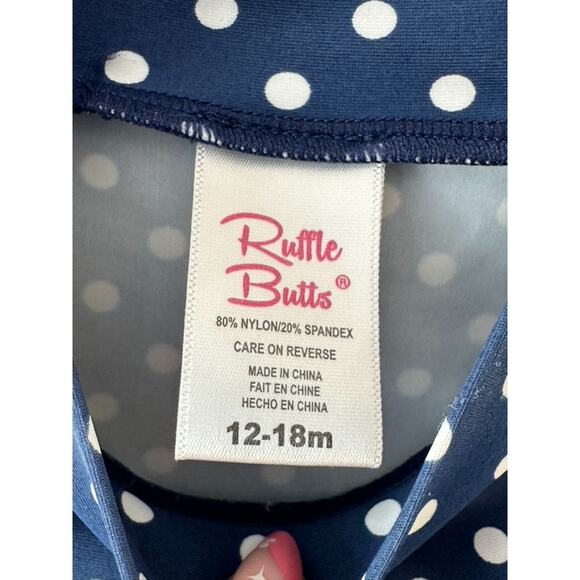 Ruffle
Butts®
80% NYLON/20% SPANDEX
CARE ON REVERSE
MADE IN CHINA
FAIT EN CHINE
HECHO EN CHINA
12-18m